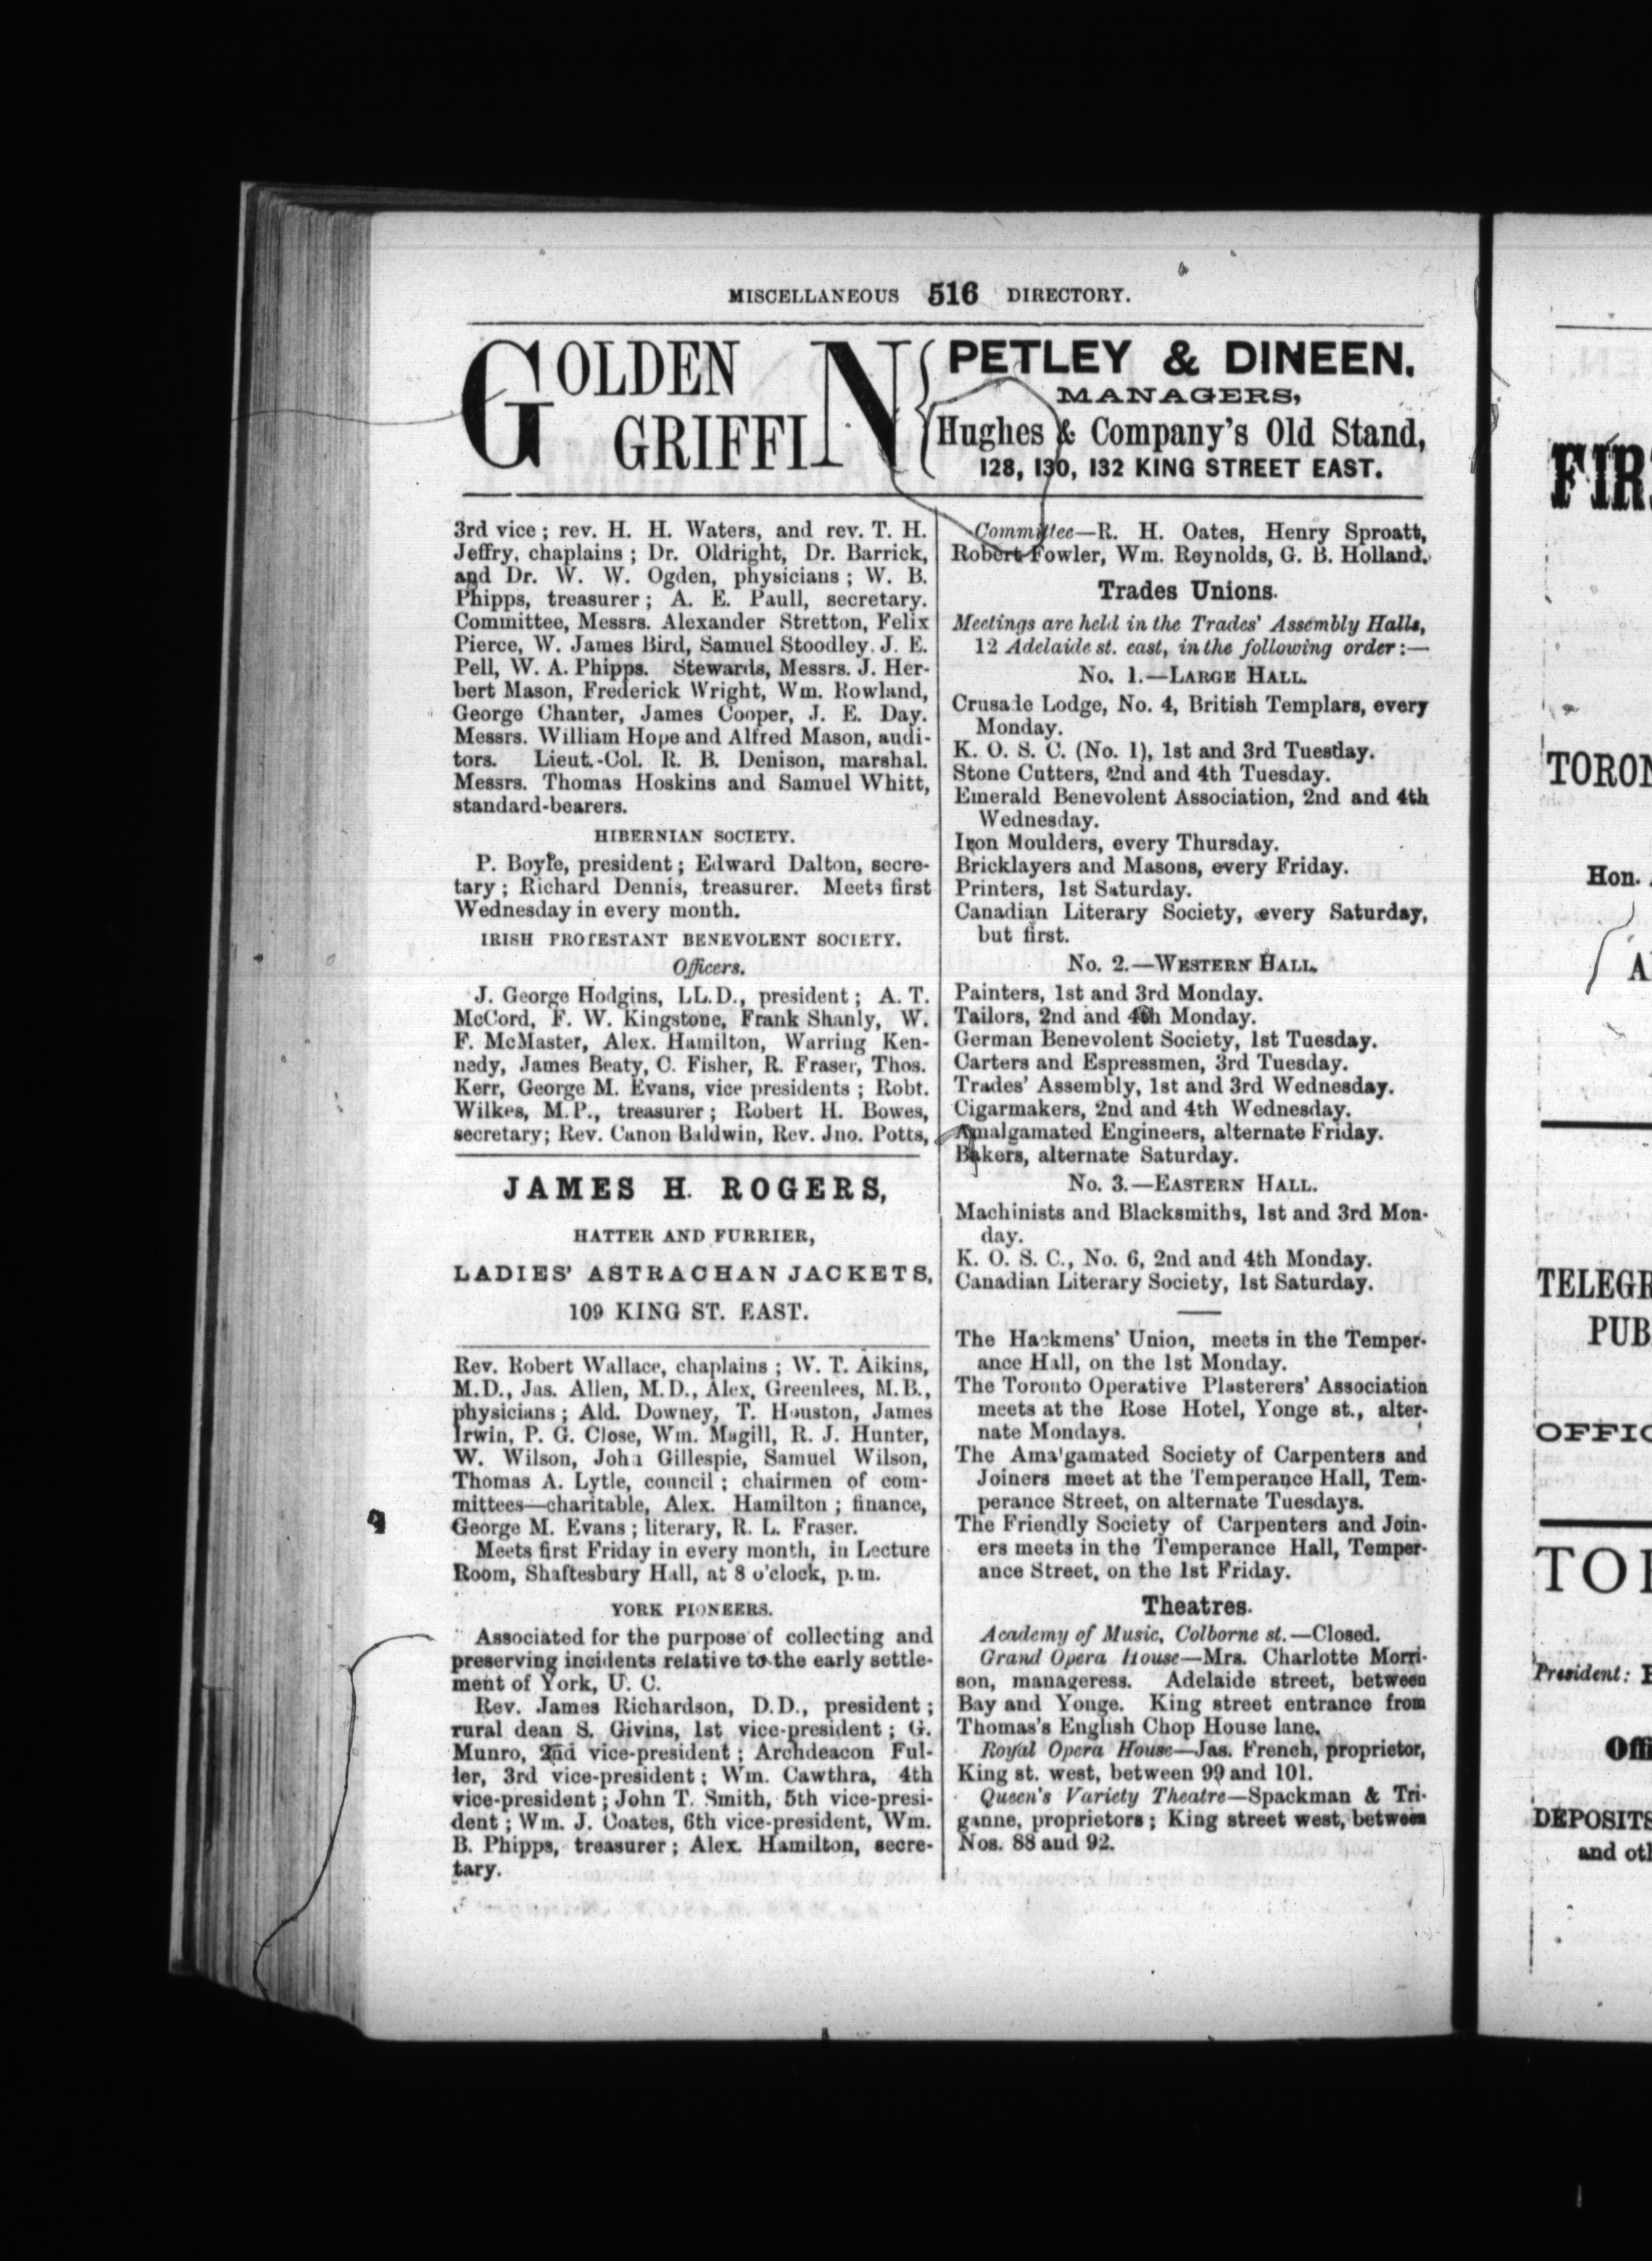 MISCELLANEOUS 516 DIRECTORY.
GOLDEN
GRIFFIN
PETLEY & DINEEN,
MANAGERS,
Hughes & Company's Old Stand,
128, 130, 132 KING STREET EAST.
3rd vice ; rev. H. H. Waters, and rev. T. H.
Jeffry, chaplains ; Dr. Oldright, Dr. Barrick,
and Dr. W. W. Ogden, physicians ; W. B.
Phipps, treasurer ; A. E. Paull, secretary.
Committee, Messrs. Alexander Stretton, Felix
Pierce, W. James Bird, Samuel Stoodley, J. E.
Pell, W. A. Phipps. Stewards, Messrs. J. Her-
bert Mason, Frederick Wright, Wm. Rowland,
George Chanter, James Cooper, J. E. Day.
Messrs. William Hope and Alfred Mason, audi-
tors. Lieut.-Col. R. B. Denison, marshal.
Messrs. Thomas Hoskins and Samuel Whitt,
standard-bearers.
HIBERNIAN SOCIETY.
P. Boyle, president ; Edward Dalton, secre-
tary ; Richard Dennis, treasurer. Meets first
Wednesday in every month.
IRISH PROTESTANT BENEVOLENT SOCIETY.
Officers.
J. George Hodgins, LL.D., president ; A. T.
McCord, F. W. Kingstone, Frank Shanly, W.
F. McMaster, Alex. Hamilton, Warring Ken-
nedy, James Beaty, C. Fisher, R. Fraser, Thos.
Kerr, George M. Evans, vice presidents ; Robt.
Wilkes, M.P., treasurer ; Robert H. Bowes,
secretary; Rev. Canon Baldwin, Rev. Jno. Potts,
JAMES H. ROGERS,
HATTER AND FURRIER,
LADIES' ASTRACHAN JACKETS,
109 KING ST. EAST.
Rev. Robert Wallace, chaplains ; W. T. Aikins,
M.D., Jas. Allen, M.D., Alex, Greenlees, M.B.,
physicians ; Ald. Downey, T. Houston, James
Irwin, P. G. Close, Wm. Magill, R. J. Hunter,
W. Wilson, John Gillespie, Samuel Wilson,
Thomas A. Lytle, council ; chairmen of com-
mittees—charitable, Alex. Hamilton ; finance,
George M. Evans ; literary, R. L. Fraser.
Meets first Friday in every month, in Lecture
Room, Shaftesbury Hall, at 8 o'clock, p.m.
YORK PIONEERS.
Associated for the purpose of collecting and
preserving incidents relative to the early settle-
ment of York, U. C.
Rev. James Richardson, D.D., president ;
rural dean S. Givins, 1st vice-president ; G.
Munro, 2nd vice-president ; Archdeacon Ful-
ler, 3rd vice-president ; Wm. Cawthra, 4th
vice-president ; John T. Smith, 5th vice-presi-
dent ; Wm. J. Coates, 6th vice-president, Wm.
B. Phipps, treasurer ; Alex. Hamilton, secre-
tary.
Committee—R. H. Oates, Henry Sproatt,
Robert Fowler, Wm. Reynolds, G. B. Holland.
Trades Unions.
Meetings are held in the Trades' Assembly Halls,
12 Adelaide st. east, in the following order :—
No. 1.—LARGE HALL.
Crusade Lodge, No. 4, British Templars, every
Monday.
K. O. S. C. (No. 1), 1st and 3rd Tuesday.
Stone Cutters, 2nd and 4th Tuesday.
Emerald Benevolent Association, 2nd and 4th
Wednesday.
Iron Moulders, every Thursday.
Bricklayers and Masons, every Friday.
Printers, 1st Saturday.
Canadian Literary Society, every Saturday,
but first.
No. 2.—WESTERN HALL.
Painters, 1st and 3rd Monday.
Tailors, 2nd and 4th Monday.
German Benevolent Society, 1st Tuesday.
Carters and Espressmen, 3rd Tuesday.
Trades' Assembly, 1st and 3rd Wednesday.
Cigarmakers, 2nd and 4th Wednesday.
Amalgamated Engineers, alternate Friday.
Bakers, alternate Saturday.
No. 3.—EASTERN HALL.
Machinists and Blacksmiths, 1st and 3rd Mon-
day.
K. O. S. C., No. 6, 2nd and 4th Monday.
Canadian Literary Society, 1st Saturday.
The Hackmens' Union, meets in the Temper-
ance Hall, on the 1st Monday.
The Toronto Operative Plasterers' Association
meets at the Rose Hotel, Yonge st., alter-
nate Mondays.
The Ama'gamated Society of Carpenters and
Joiners meet at the Temperance Hall, Tem-
perance Street, on alternate Tuesdays.
The Friendly Society of Carpenters and Join-
ers meets in the Temperance Hall, Temper-
ance Street, on the 1st Friday.
Theatres.
Academy of Music, Colborne st.—Closed.
Grand Opera House—Mrs. Charlotte Morri-
son, manageress. Adelaide street, between
Bay and Yonge. King street entrance from
Thomas's English Chop House lane.
Royal Opera House—Jas. French, proprietor,
King st. west, between 99 and 101.
Queen's Variety Theatre—Spackman & Tri-
ganne, proprietors ; King street west, between
Nos. 88 and 92.
FIR
TORON
Hon.
A
TELEGR
PUB
OFFIC
TO
President:
Offi
DEPOSITS
and oth